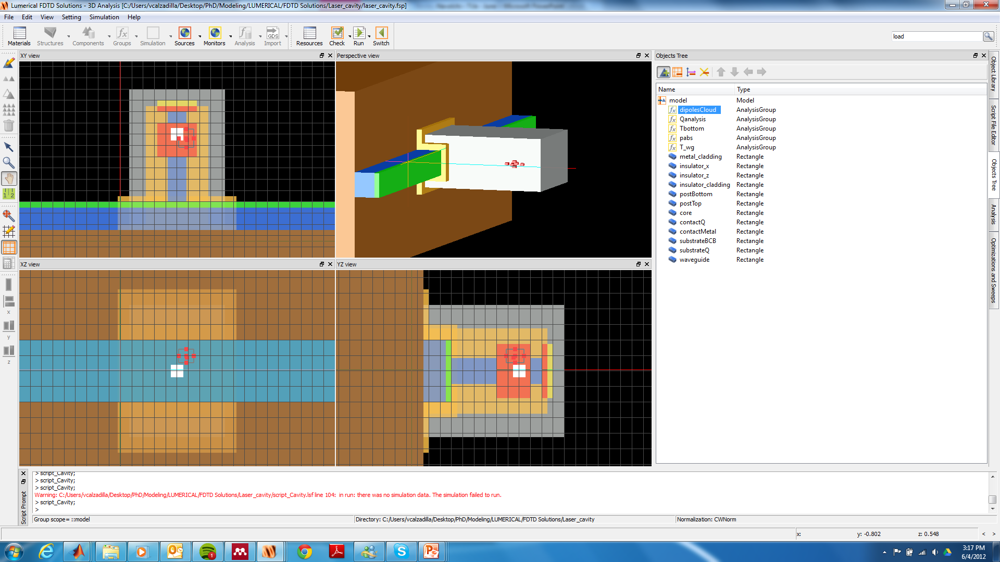 Lumerical FDTD Solutions - 3D Analysis [C:/Users/vcalzadilla/Desktop/PhD/Modeling/LUMERICAL/FDTD Solutions/Laser_cavity/laser_cavity.fsp]
File Edit View Setting Simulation Help
Materials Structures Components Groups Simulation Sources Monitors Analysis Import Resources Check Run Switch
GDS
load
XY view
Perspective view
Objects Tree
Name Type
model Model
dipolesCloud AnalysisGroup
Qanalysis AnalysisGroup
Tbottom AnalysisGroup
pabs AnalysisGroup
T_wg AnalysisGroup
metal_cladding Rectangle
insulator_x Rectangle
insulator_z Rectangle
insulator_cladding Rectangle
postBottom Rectangle
postTop Rectangle
core Rectangle
contactQ Rectangle
contactMetal Rectangle
substrateBCB Rectangle
substrateQ Rectangle
waveguide Rectangle
Object Library
Script File Editor
Objects Tree
Analysis
Optimizations and Sweeps
1 2
x
y
z
XZ view
YZ view
Script Prompt
> script_Cavity;
> script_Cavity;
> script_Cavity;
Warning: C:/Users/vcalzadilla/Desktop/PhD/Modeling/LUMERICAL/FDTD Solutions/Laser_cavity/script_Cavity.lsf line 104: in run: there was no simulation data. The simulation failed to run.
> script_Cavity;
>
Group scope= ::model
Directory: C:/Users/vcalzadilla/Desktop/PhD/Modeling/LUMERICAL/FDTD Solutions/Laser_cavity
Normalization: CWNorm
x: y: -0.802 z: 0.548 < >
3:17 PM
6/4/2012